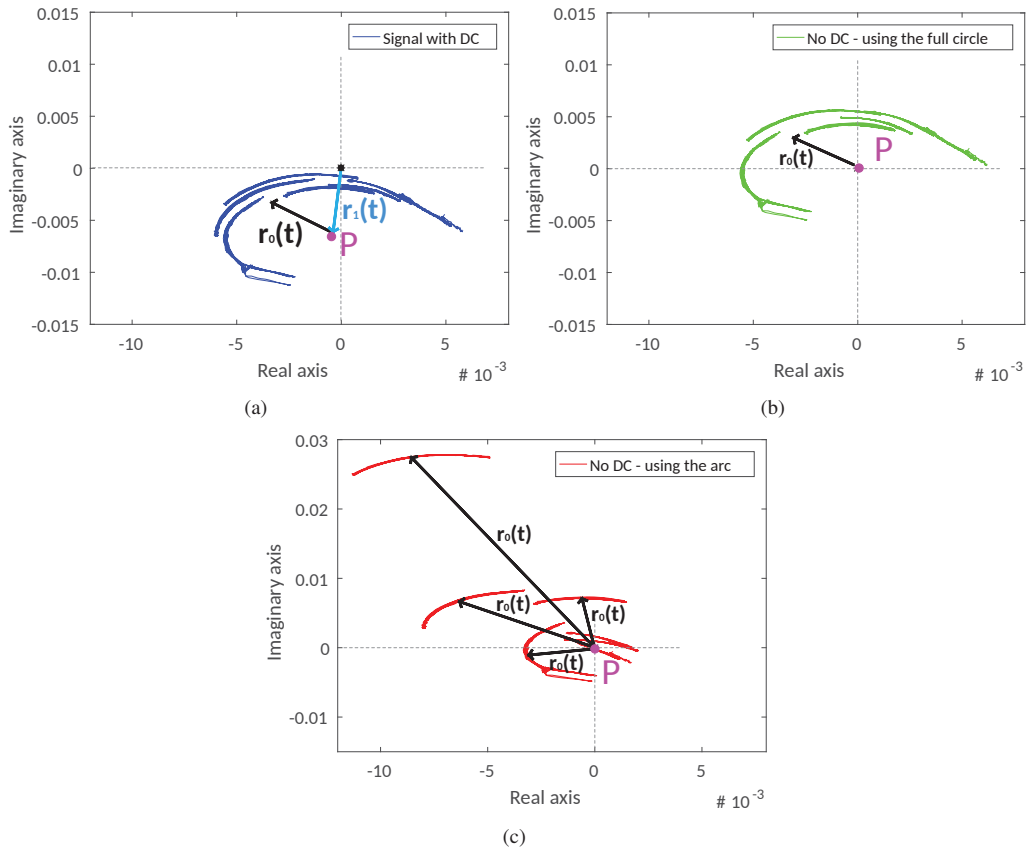 0.015
0.01
0.005
0
-0.005
-0.01
-0.015
Imaginary axis
Signal with DC
r₁(t)
r₀(t)
P
-10 -5 0 5
Real axis
# 10⁻³
(a)
0.015
0.01
0.005
0
-0.005
-0.01
-0.015
Imaginary axis
No DC - using the full circle
r₀(t)
P
-10 -5 0 5
Real axis
# 10⁻³
(b)
0.03
0.02
0.01
0
-0.01
Imaginary axis
No DC - using the arc
r₀(t)
r₀(t)
r₀(t)
r₀(t)
P
-10 -5 0 5
Real axis
# 10⁻³
(c)